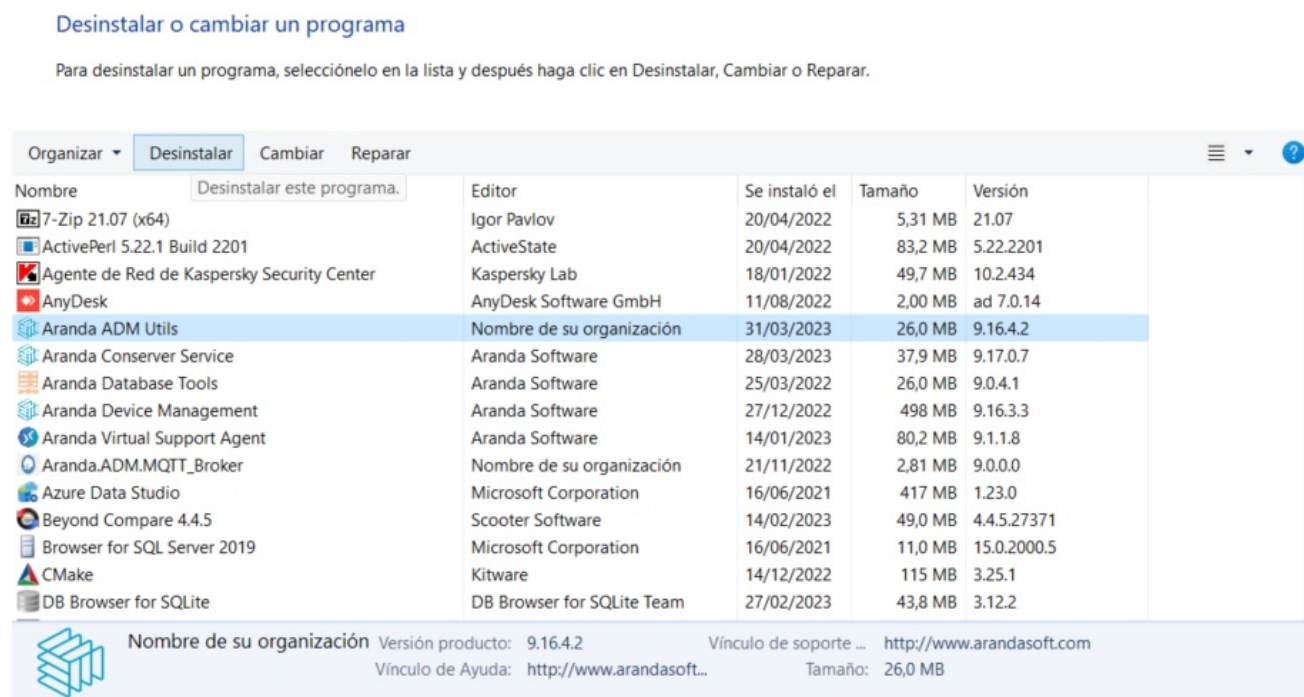 Desinstalar o cambiar un programa
Para desinstalar un programa, selecciónelo en la lista y después haga clic en Desinstalar, Cambiar o Reparar.
Organizar Desinstalar Cambiar Reparar
Desinstalar este programa.
Nombre Editor Se instaló el Tamaño Versión
7-Zip 21.07 (x64) Igor Pavlov 20/04/2022 5,31 MB 21.07
ActivePerl 5.22.1 Build 2201 ActiveState 20/04/2022 83,2 MB 5.22.2201
Agente de Red de Kaspersky Security Center Kaspersky Lab 18/01/2022 49,7 MB 10.2.434
AnyDesk AnyDesk Software GmbH 11/08/2022 2,00 MB ad 7.0.14
Aranda ADM Utils Nombre de su organización 31/03/2023 26,0 MB 9.16.4.2
Aranda Conserver Service Aranda Software 28/03/2023 37,9 MB 9.17.0.7
Aranda Database Tools Aranda Software 25/03/2022 26,0 MB 9.0.4.1
Aranda Device Management Aranda Software 27/12/2022 498 MB 9.16.3.3
Aranda Virtual Support Agent Aranda Software 14/01/2023 80,2 MB 9.1.1.8
Aranda.ADM.MQTT_Broker Nombre de su organización 21/11/2022 2,81 MB 9.0.0.0
Azure Data Studio Microsoft Corporation 16/06/2021 417 MB 1.23.0
Beyond Compare 4.4.5 Scooter Software 14/02/2023 49,0 MB 4.4.5.27371
Browser for SQL Server 2019 Microsoft Corporation 16/06/2021 11,0 MB 15.0.2000.5
CMake Kitware 14/12/2022 115 MB 3.25.1
DB Browser for SQLite DB Browser for SQLite Team 27/02/2023 43,8 MB 3.12.2
Nombre de su organización Versión producto: 9.16.4.2 Vínculo de soporte ... http://www.arandasoft.com
Vínculo de Ayuda: http://www.arandasoft... Tamaño: 26,0 MB